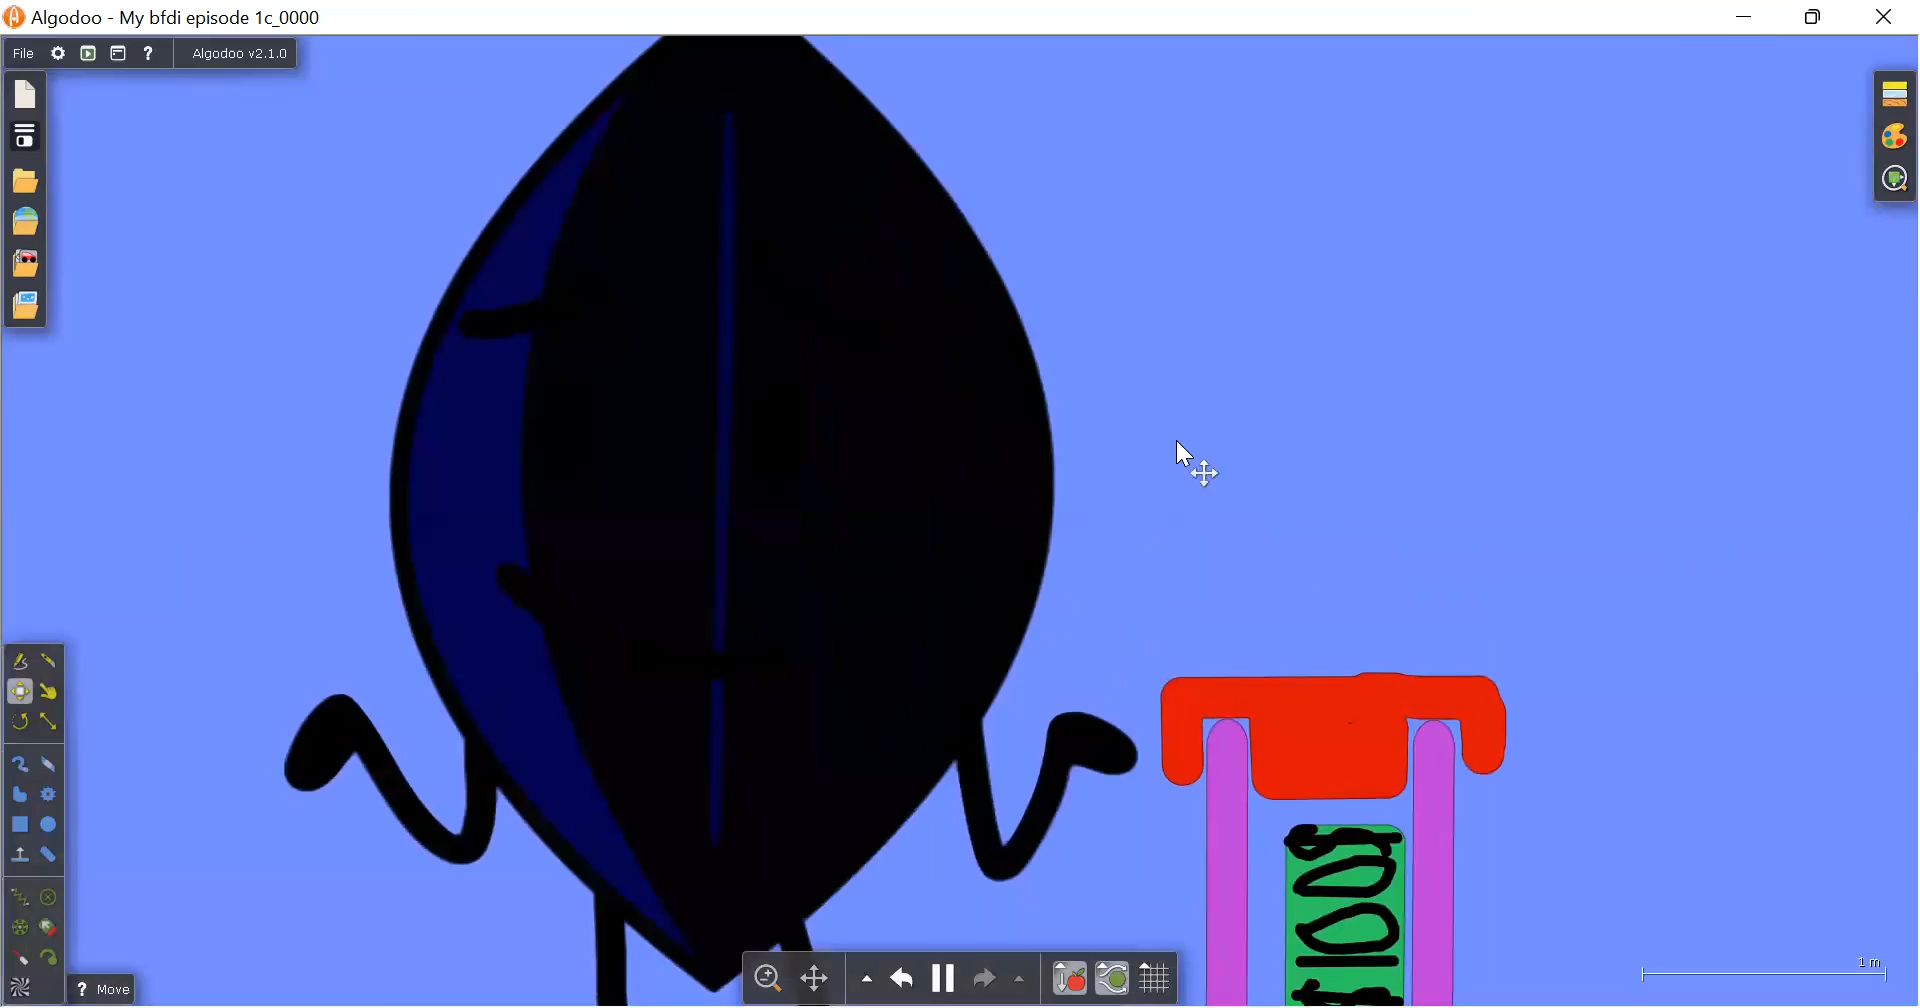 Algodoo - My bfdi episode 1c_0000
File
?
Algodoo v2.1.0
1 m
? Move